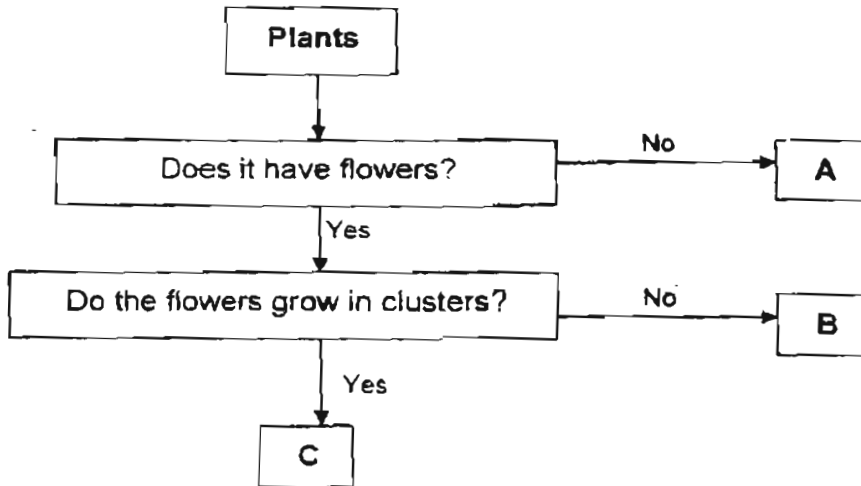 Plants
Does it have flowers?
No
A
Yes
Do the flowers grow in clusters?
No
B
Yes
C